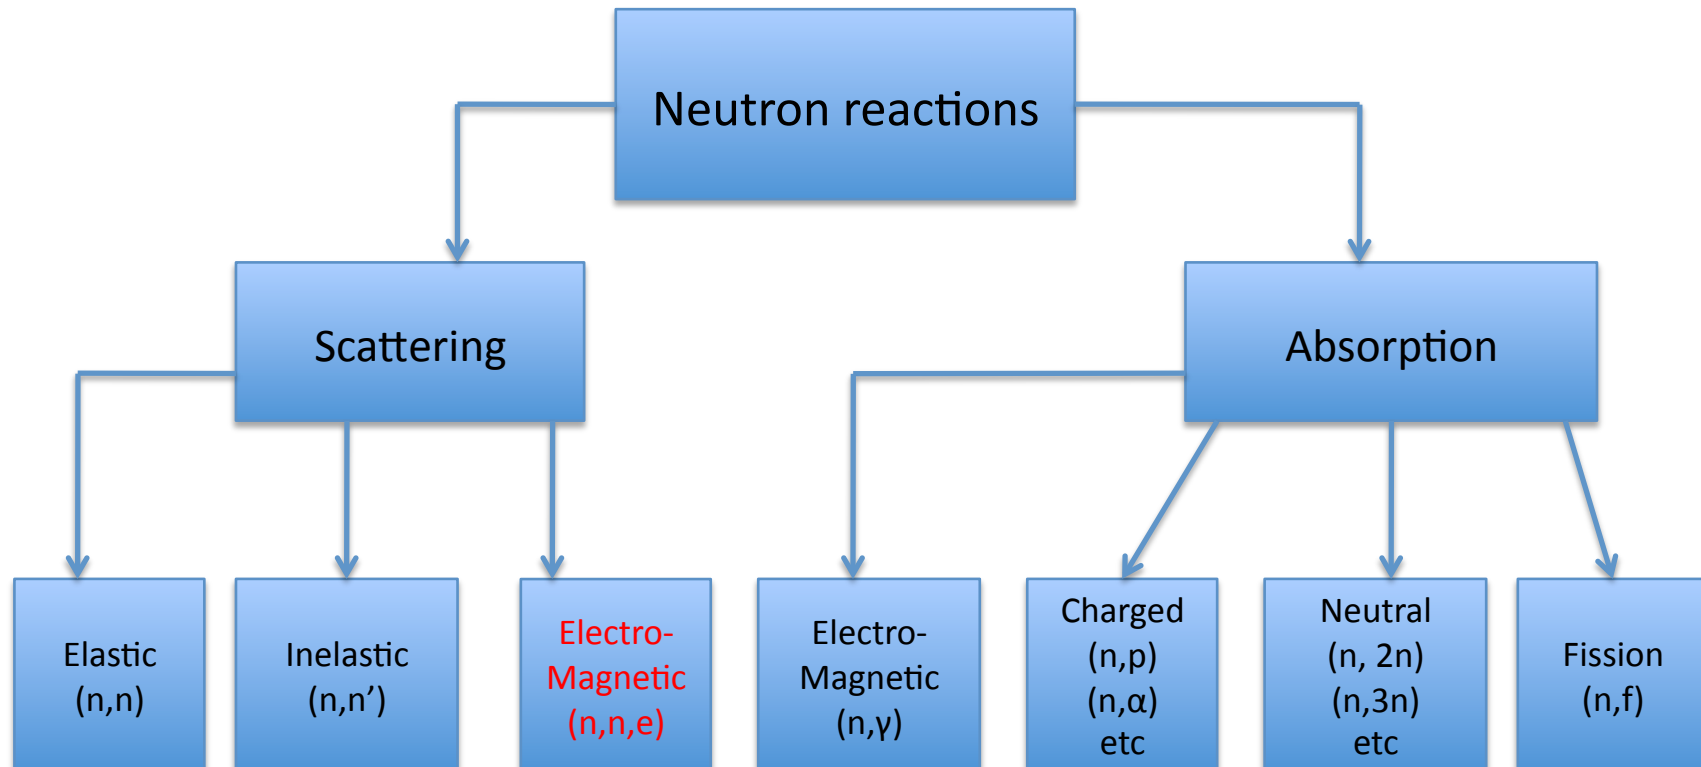 Neutron reactions
Scattering
Absorption
Elastic
(n,n)
Inelastic
(n,n’)
Electro-
Magnetic
(n,n,e)
Electro-
Magnetic
(n,γ)
Charged
(n,p)
(n,α)
etc
Neutral
(n, 2n)
(n,3n)
etc
Fission
(n,f)